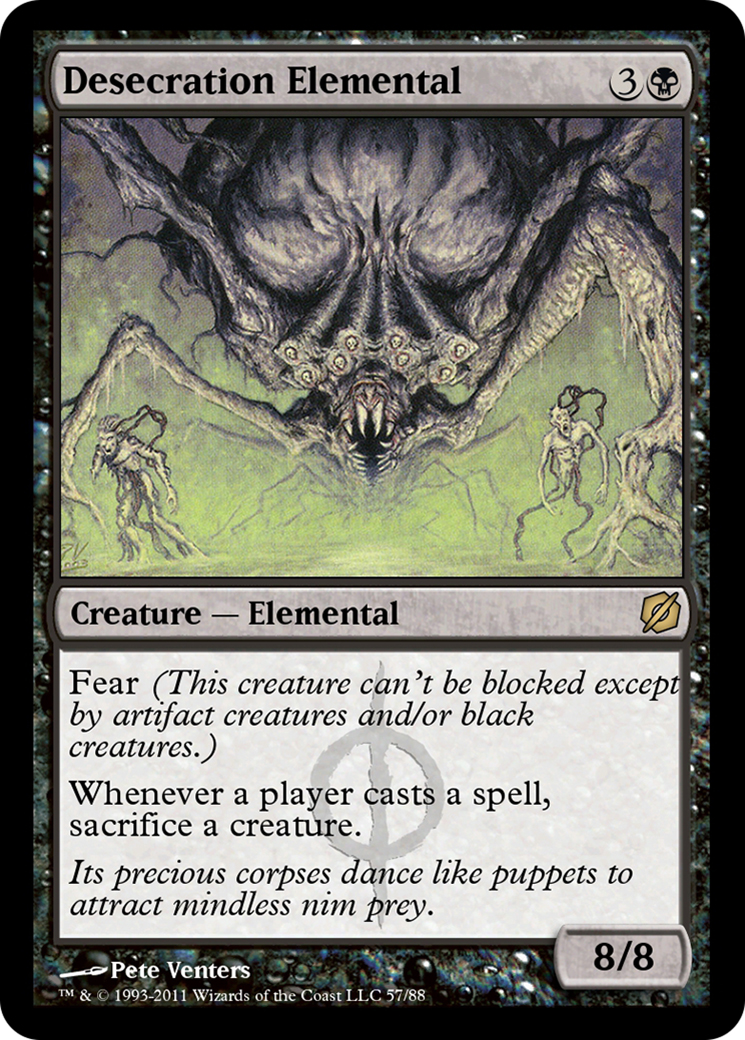 Desecration Elemental 3
Creature — Elemental
Fear (This creature can't be blocked except
by artifact creatures and/or black
creatures.)
Whenever a player casts a spell,
sacrifice a creature.
Its precious corpses dance like puppets to
attract mindless nim prey.
8/8
Pete Venters
™ & © 1993-2011 Wizards of the Coast LLC 57/88